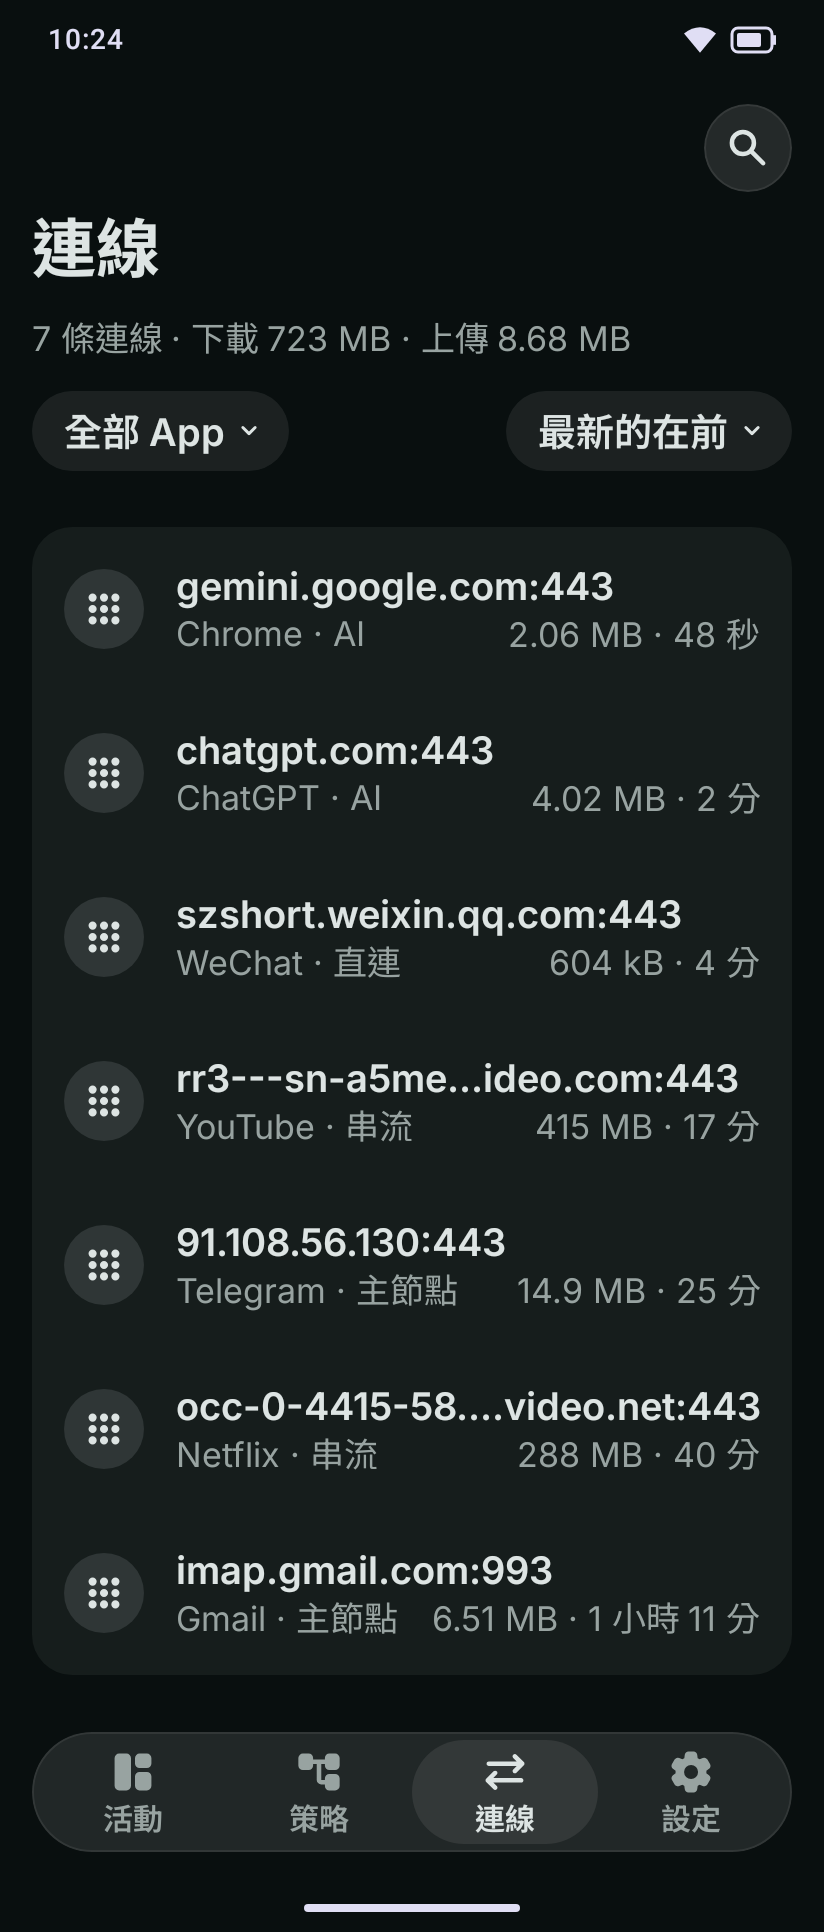 10:24
連線
7 條連線 · 下載 723 MB · 上傳 8.68 MB
全部 App
最新的在前
gemini.google.com:443
Chrome · AI 2.06 MB · 48 秒
chatgpt.com:443
ChatGPT · AI 4.02 MB · 2 分
szshort.weixin.qq.com:443
WeChat · 直連 604 kB · 4 分
rr3---sn-a5me...ideo.com:443
YouTube · 串流 415 MB · 17 分
91.108.56.130:443
Telegram · 主節點 14.9 MB · 25 分
occ-0-4415-58....video.net:443
Netflix · 串流 288 MB · 40 分
imap.gmail.com:993
Gmail · 主節點 6.51 MB · 1 小時 11 分
活動
策略
連線
設定